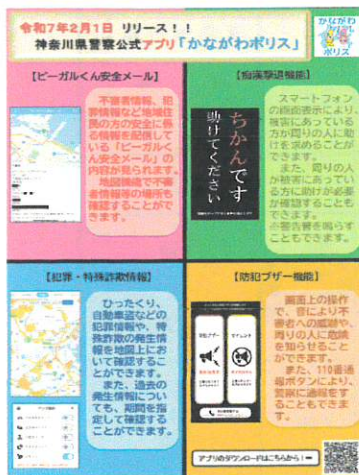 令和7年2月1日 リリース！！
神奈川県警察公式アプリ「かながわポリス」
かながわ
ポリス
【ピーガルくん安全メール】
不審者情報、犯
罪情報など地域住
民の方の安全に係
る情報を配信して
いる「ピーガルく
ん安全メール」の
内容が見られます。
地図機能で不審
者情報等の場所も
確認することがで
きます。
【痴漢撃退機能】
ちかんです
助けてください
スマートフォン
の画面表示により、
被害にあっている
方が周りの人に助
けを求めることが
できます。
また、周りの人
が被害に遭ってい
る方に助けが必要
か確認することも
できます。
※警告音を鳴らす
こともできます。
【犯罪・特殊詐欺情報】
ひったくり、
自動車盗などの
犯罪情報や、特
殊詐欺の発生情
報を地図上にお
いて確認するこ
とができます。
また、過去の
発生情報につい
ても、期間を指
定して確認する
ことができます。
【防犯ブザー機能】
画面上の操作
で、音により不
審者への威嚇や、
周りの人に危険
を知らせること
ができます。
また、110番通
報ボタンにより、
警察に通報をす
ることもできま
す。
アプリのダウンロードはこちらから！